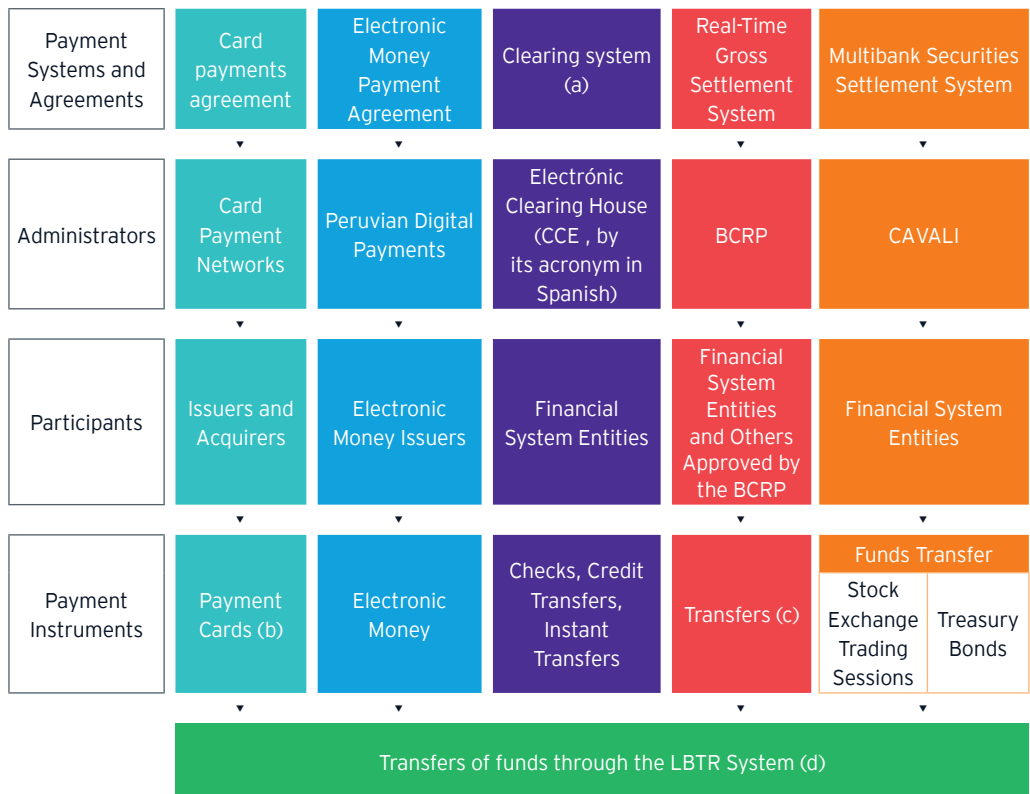 Payment
Systems and
Agreements
Card
payments
agreement
Electronic
Money
Payment
Agreement
Clearing system
(a)
Real-Time
Gross
Settlement
System
Multibank Securities
Settlement System
Administrators
Card
Payment
Networks
Peruvian Digital
Payments
Electrónic
Clearing House
(CCE , by
its acronym in
Spanish)
BCRP
CAVALI
Participants
Issuers and
Acquirers
Electronic
Money Issuers
Financial
System Entities
Financial
System
Entities
and Others
Approved by
the BCRP
Financial System
Entities
Payment
Instruments
Payment
Cards (b)
Electronic
Money
Checks, Credit
Transfers,
Instant
Transfers
Transfers (c)
Funds Transfer
Stock
Exchange
Trading
Sessions
Treasury
Bonds
Transfers of funds through the LBTR System (d)